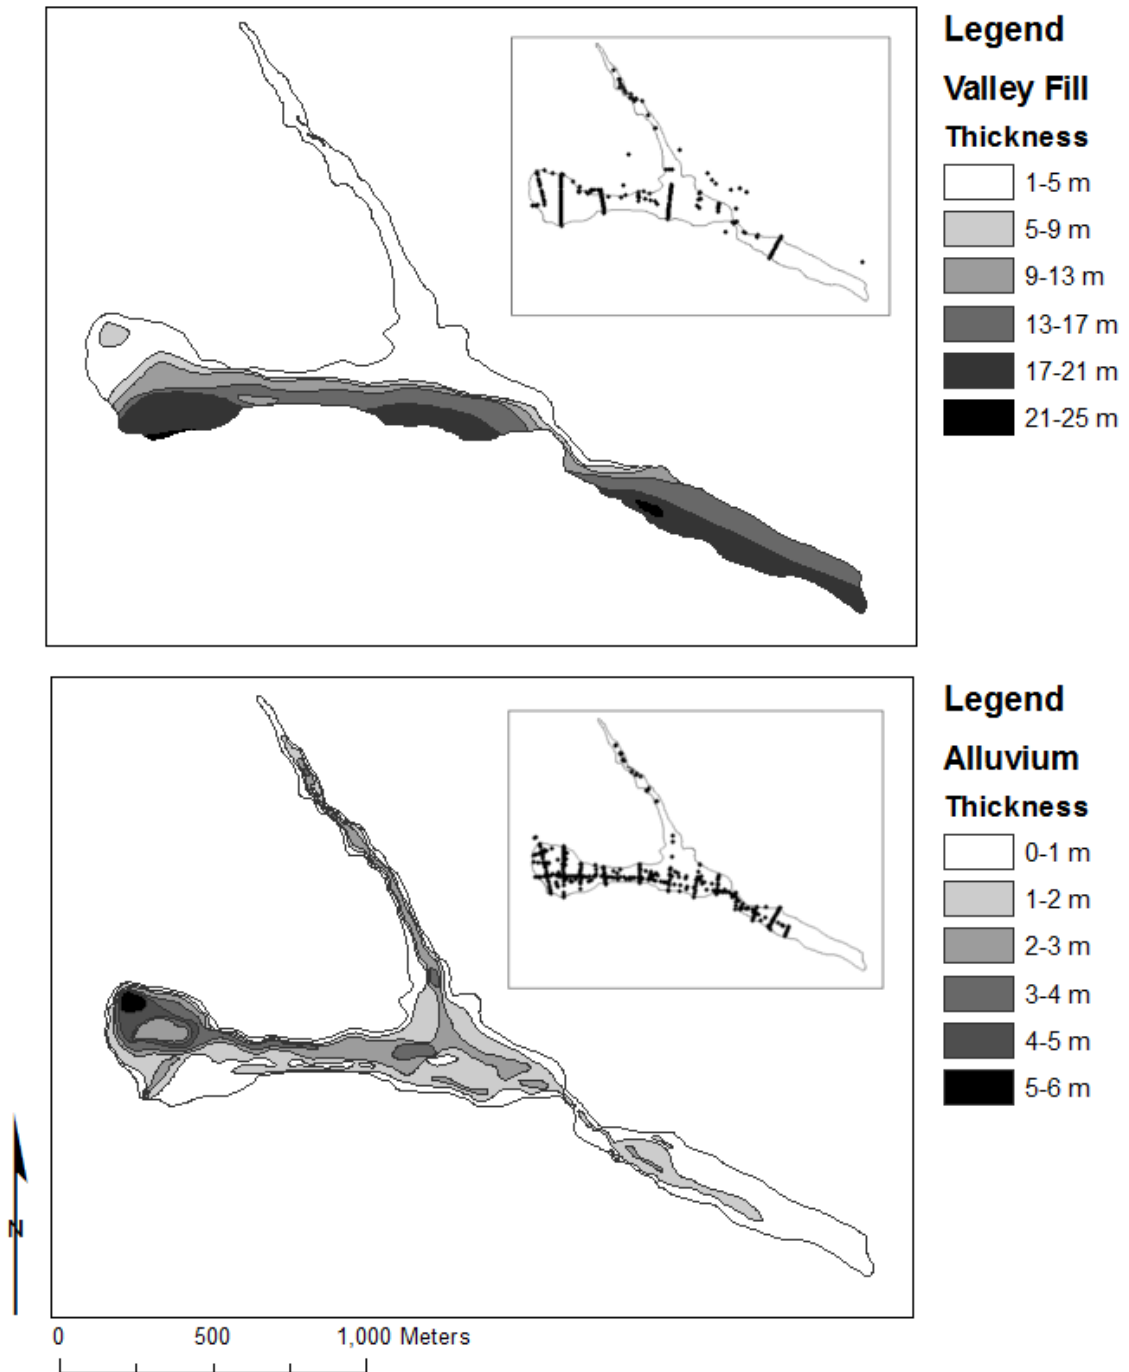 Legend
Valley Fill
Thickness
1-5 m
5-9 m
9-13 m
13-17 m
17-21 m
21-25 m
Legend
Alluvium
Thickness
0-1 m
1-2 m
2-3 m
3-4 m
4-5 m
5-6 m
N
0 500 1,000 Meters